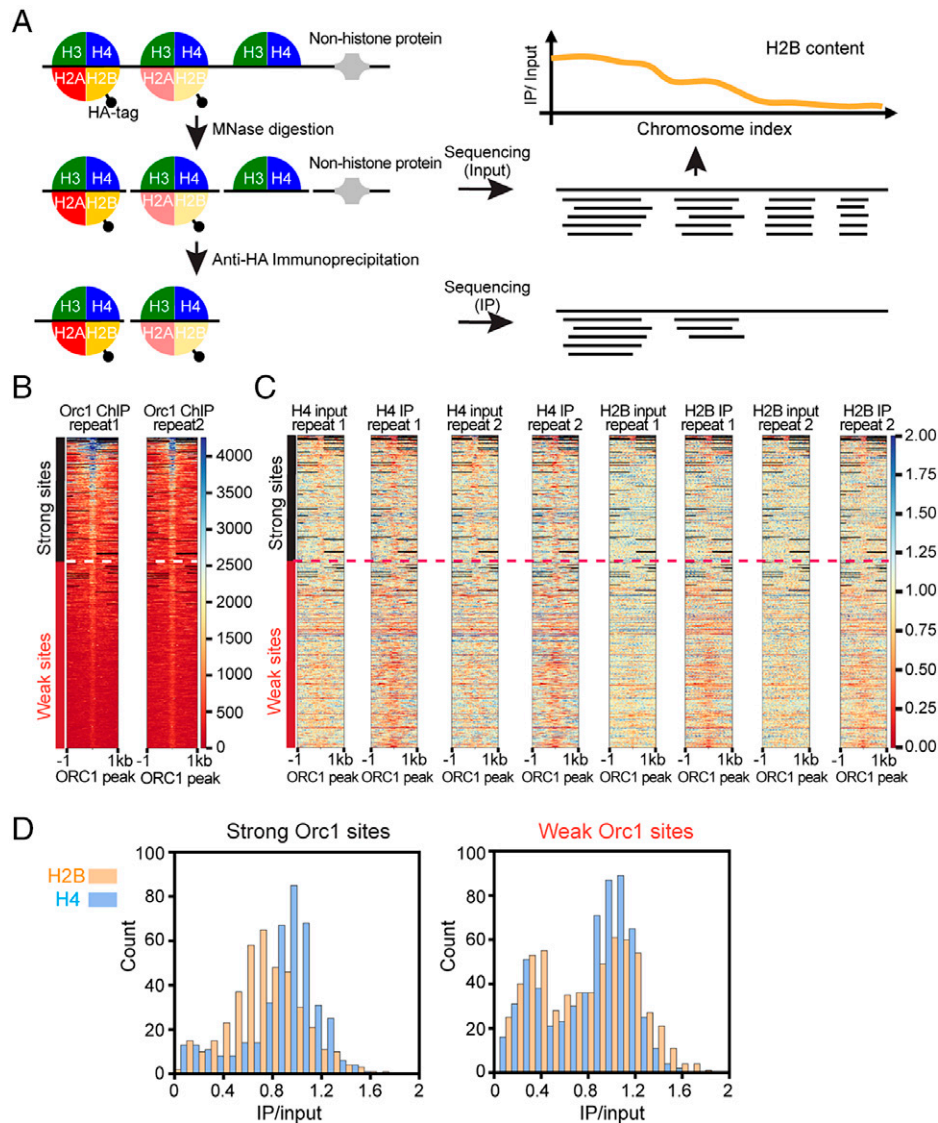 A
H3 H4
H2A H2B
HA-tag
H3 H4
H2A H2B
H3 H4
Non-histone protein
MNase digestion
H3 H4
H2A H2B
H3 H4
H2A H2B
H3 H4
Non-histone protein
Anti-HA Immunoprecipitation
H3 H4
H2A H2B
H3 H4
H2A H2B
Sequencing
(Input)
Sequencing
(IP)
IP/ Input
H2B content
Chromosome index
B
Orc1 ChIP
repeat1
Orc1 ChIP
repeat2
Strong sites
Weak sites
4000
3500
3000
2500
2000
1500
1000
500
0
-1 1kb
ORC1 peak
-1 1kb
ORC1 peak
C
H4 input
repeat 1
H4 IP
repeat 1
H4 input
repeat 2
H4 IP
repeat 2
H2B input
repeat 1
H2B IP
repeat 1
H2B input
repeat 2
H2B IP
repeat 2
Strong sites
Weak sites
2.00
1.75
1.50
1.25
1.00
0.75
0.50
0.25
0.00
-1 1kb
ORC1 peak
-1 1kb
ORC1 peak
-1 1kb
ORC1 peak
-1 1kb
ORC1 peak
-1 1kb
ORC1 peak
-1 1kb
ORC1 peak
-1 1kb
ORC1 peak
-1 1kb
ORC1 peak
D
H2B
H4
Strong Orc1 sites
Count
100
80
60
40
20
0
0 0.4 0.8 1.2 1.6 2
IP/input
Weak Orc1 sites
Count
100
80
60
40
20
0
0 0.4 0.8 1.2 1.6 2
IP/input